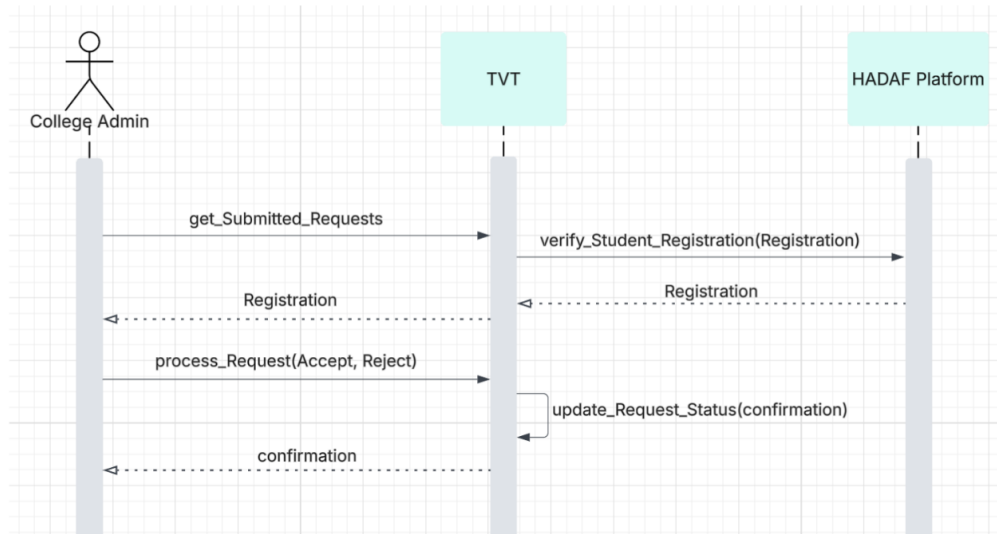 College Admin
TVT
HADAF Platform
get_Submitted_Requests
verify_Student_Registration(Registration)
Registration
Registration
process_Request(Accept, Reject)
update_Request_Status(confirmation)
confirmation